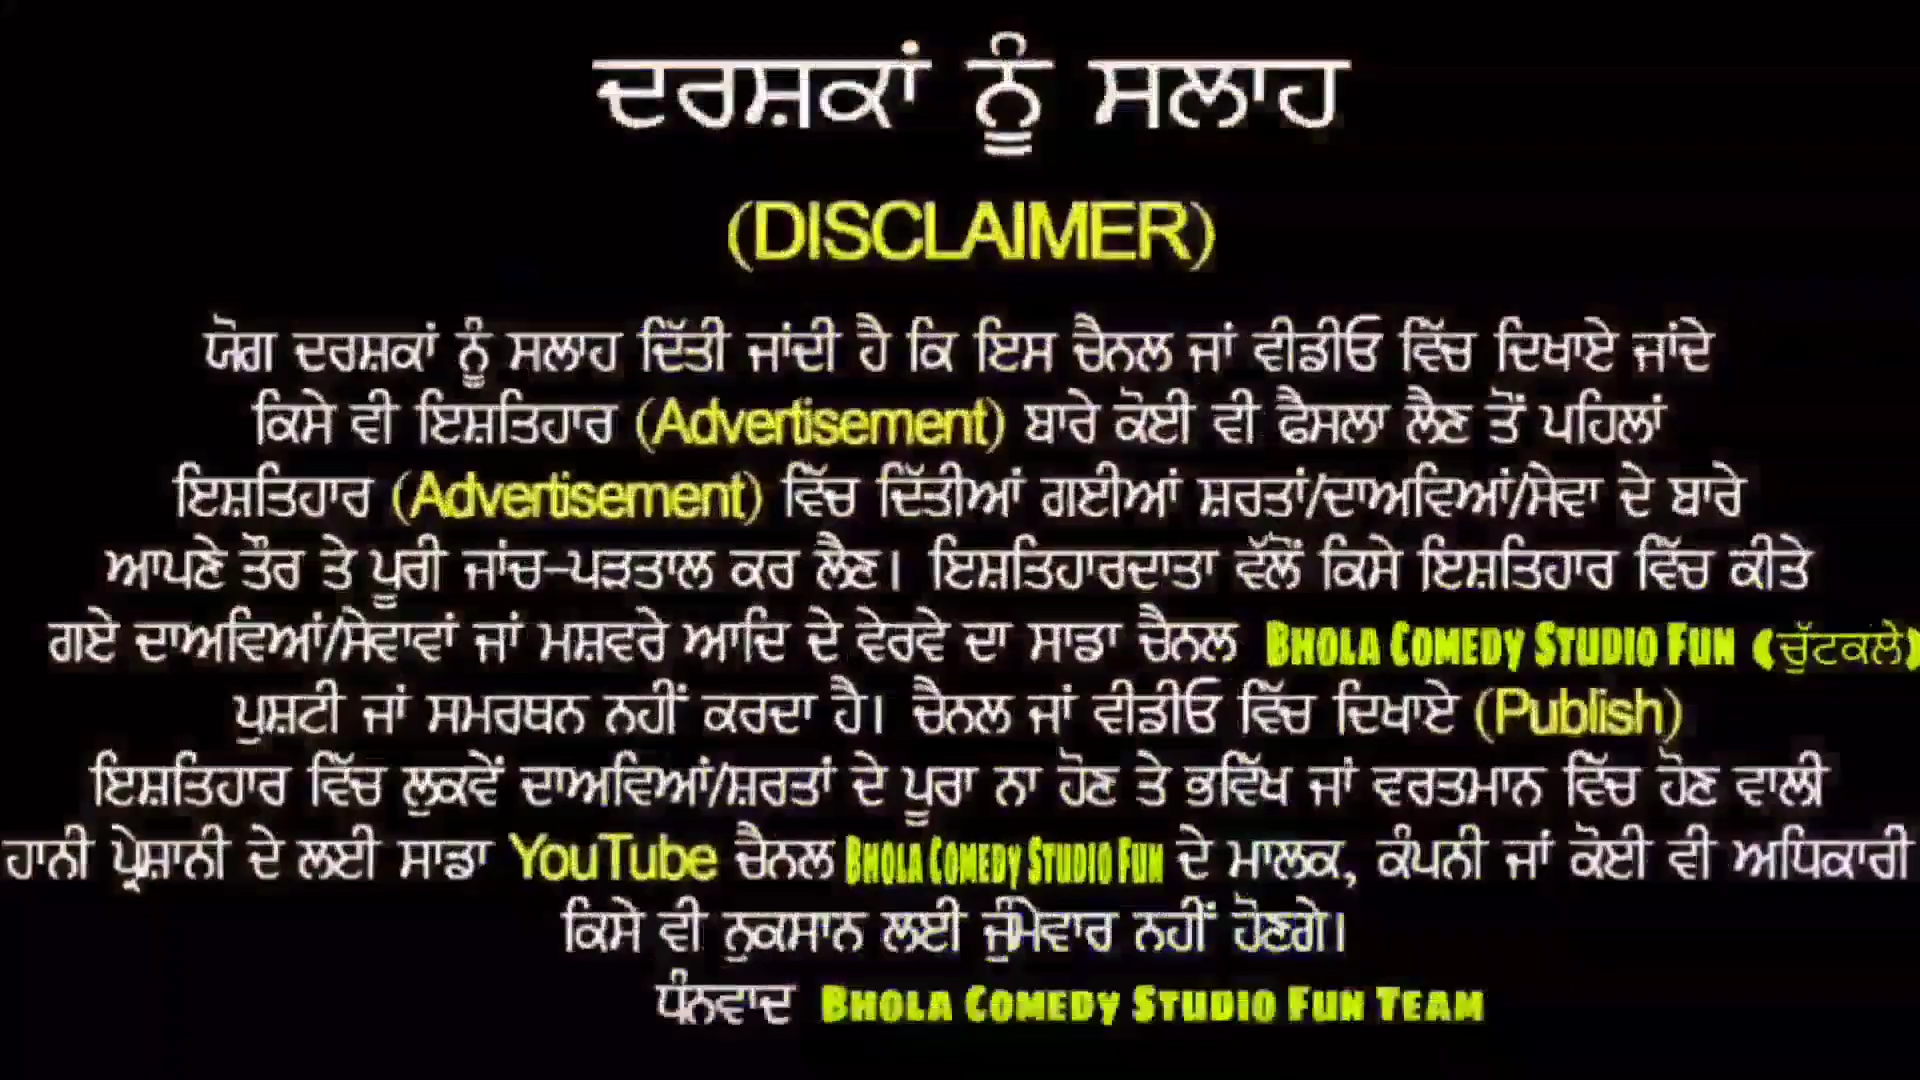 ਦਰਸ਼ਕਾਂ ਨੂੰ ਸਲਾਹ
(DISCLAIMER)
ਯੋਗ ਦਰਸ਼ਕਾਂ ਨੂੰ ਸਲਾਹ ਦਿੱਤੀ ਜਾਂਦੀ ਹੈ ਕਿ ਇਸ ਚੈਨਲ ਜਾਂ ਵੀਡੀਓ ਵਿੱਚ ਦਿਖਾਏ ਜਾਂਦੇ
ਕਿਸੇ ਵੀ ਇਸ਼ਤਿਹਾਰ (Advertisement) ਬਾਰੇ ਕੋਈ ਵੀ ਫੈਸਲਾ ਲੈਣ ਤੋਂ ਪਹਿਲਾਂ
ਇਸ਼ਤਿਹਾਰ (Advertisement) ਵਿੱਚ ਦਿੱਤੀਆਂ ਗਈਆਂ ਸ਼ਰਤਾਂ/ਦਾਅਵਿਆਂ/ਸੇਵਾ ਦੇ ਬਾਰੇ
ਆਪਣੇ ਤੌਰ ਤੇ ਪੂਰੀ ਜਾਂਚ-ਪੜਤਾਲ ਕਰ ਲੈਣ। ਇਸ਼ਤਿਹਾਰਦਾਤਾ ਵੱਲੋਂ ਕਿਸੇ ਇਸ਼ਤਿਹਾਰ ਵਿੱਚ ਕੀਤੇ
ਗਏ ਦਾਅਵਿਆਂ/ਸੇਵਾਵਾਂ ਜਾਂ ਮਸ਼ਵਰੇ ਆਦਿ ਦੇ ਵੇਰਵੇ ਦਾ ਸਾਡਾ ਚੈਨਲ BHOLA COMEDY STUDIO FUN (ਚੁੱਟਕਲੇ)
ਪੁਸ਼ਟੀ ਜਾਂ ਸਮਰਥਨ ਨਹੀਂ ਕਰਦਾ ਹੈ। ਚੈਨਲ ਜਾਂ ਵੀਡੀਓ ਵਿੱਚ ਦਿਖਾਏ (Publish)
ਇਸ਼ਤਿਹਾਰ ਵਿੱਚ ਲੁਕਵੇਂ ਦਾਅਵਿਆਂ/ਸ਼ਰਤਾਂ ਦੇ ਪੂਰਾ ਨਾ ਹੋਣ ਤੇ ਭਵਿੱਖ ਜਾਂ ਵਰਤਮਾਨ ਵਿੱਚ ਹੋਣ ਵਾਲੀ
ਹਾਨੀ ਪ੍ਰੇਸ਼ਾਨੀ ਦੇ ਲਈ ਸਾਡਾ YouTube ਚੈਨਲ BHOLA COMEDY STUDIO FUN ਦੇ ਮਾਲਕ, ਕੰਪਨੀ ਜਾਂ ਕੋਈ ਵੀ ਅਧਿਕਾਰੀ
ਕਿਸੇ ਵੀ ਨੁਕਸਾਨ ਲਈ ਜੁੰਮੇਵਾਰ ਨਹੀਂ ਹੋਣਗੇ।
ਧੰਨਵਾਦ BHOLA COMEDY STUDIO FUN TEAM